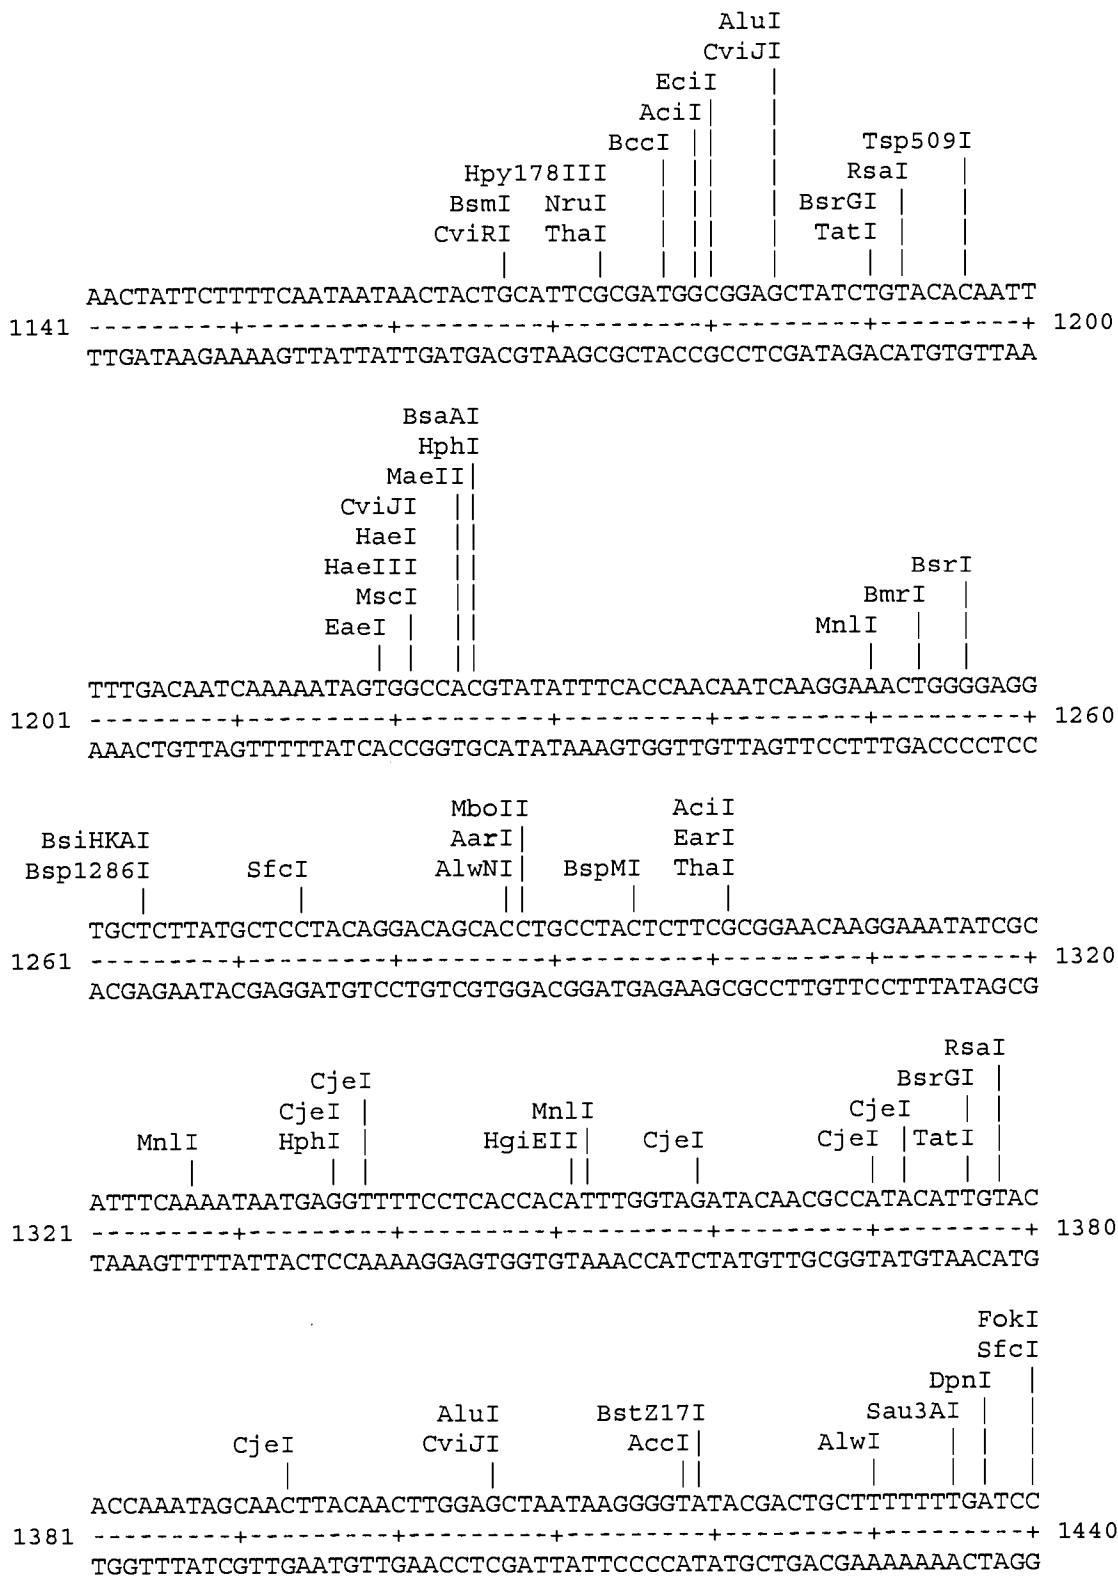 AluI
CviJI
EciI
AciI
BccI Tsp509I
Hpy178III RsaI
BsmI NruI BsrGI
CviRI ThaI TatI
AACTATTCTTTTCAATAATAACTACTGCATTCGCGATGGCGGAGCTATCTGTACACAATT
1141 ---------+---------+---------+---------+---------+---------+ 1200
TTGATAAGAAAAGTTATTATTGATGACGTAAGCGCTACCGCCTCGATAGACATGTGTTAA
BsaAI
HphI
MaeII
CviJI
HaeI
HaeIII BsrI
MscI BmrI
EaeI MnlI
TTTGACAATCAAAAATAGTGGCCACGTATATTTCACCAACAATCAAGGAAACTGGGGAGG
1201 ---------+---------+---------+---------+---------+---------+ 1260
AAACTGTTAGTTTTTATCACCGGTGCATATAAAGTGGTTGTTAGTTCCTTTGACCCCTCC
MboII AciI
BsiHKAI AarI EarI
Bsp1286I SfcI AlwNI BspMI ThaI
TGCTCTTATGCTCCTACAGGACAGCACCTGCCTACTCTTCGCGGAACAAGGAAATATCGC
1261 ---------+---------+---------+---------+---------+---------+ 1320
ACGAGAATACGAGGATGTCCTGTCGTGGACGGATGAGAAGCGCCTTGTTCCTTTATAGCG
RsaI
CjeI BsrGI
CjeI MnlI CjeI
MnlI HphI HgiEII CjeI CjeI TatI
ATTTCAAAATAATGAGGTTTTCCTCACCACATTTGGTAGATACAACGCCATACATTGTAC
1321 ---------+---------+---------+---------+---------+---------+ 1380
TAAAGTTTTATTACTCCAAAAGGAGTGGTGTAAACCATCTATGTTGCGGTATGTAACATG
FokI
SfcI
DpnI
AluI BstZ17I Sau3AI
CjeI CviJI AccI AlwI
ACCAAATAGCAACTTACAACTTGGAGCTAATAAGGGGTATACGACTGCTTTTTTTGATCC
1381 ---------+---------+---------+---------+---------+---------+ 1440
TGGTTTATCGTTGAATGTTGAACCTCGATTATTCCCCATATGCTGACGAAAAAAACTAGG